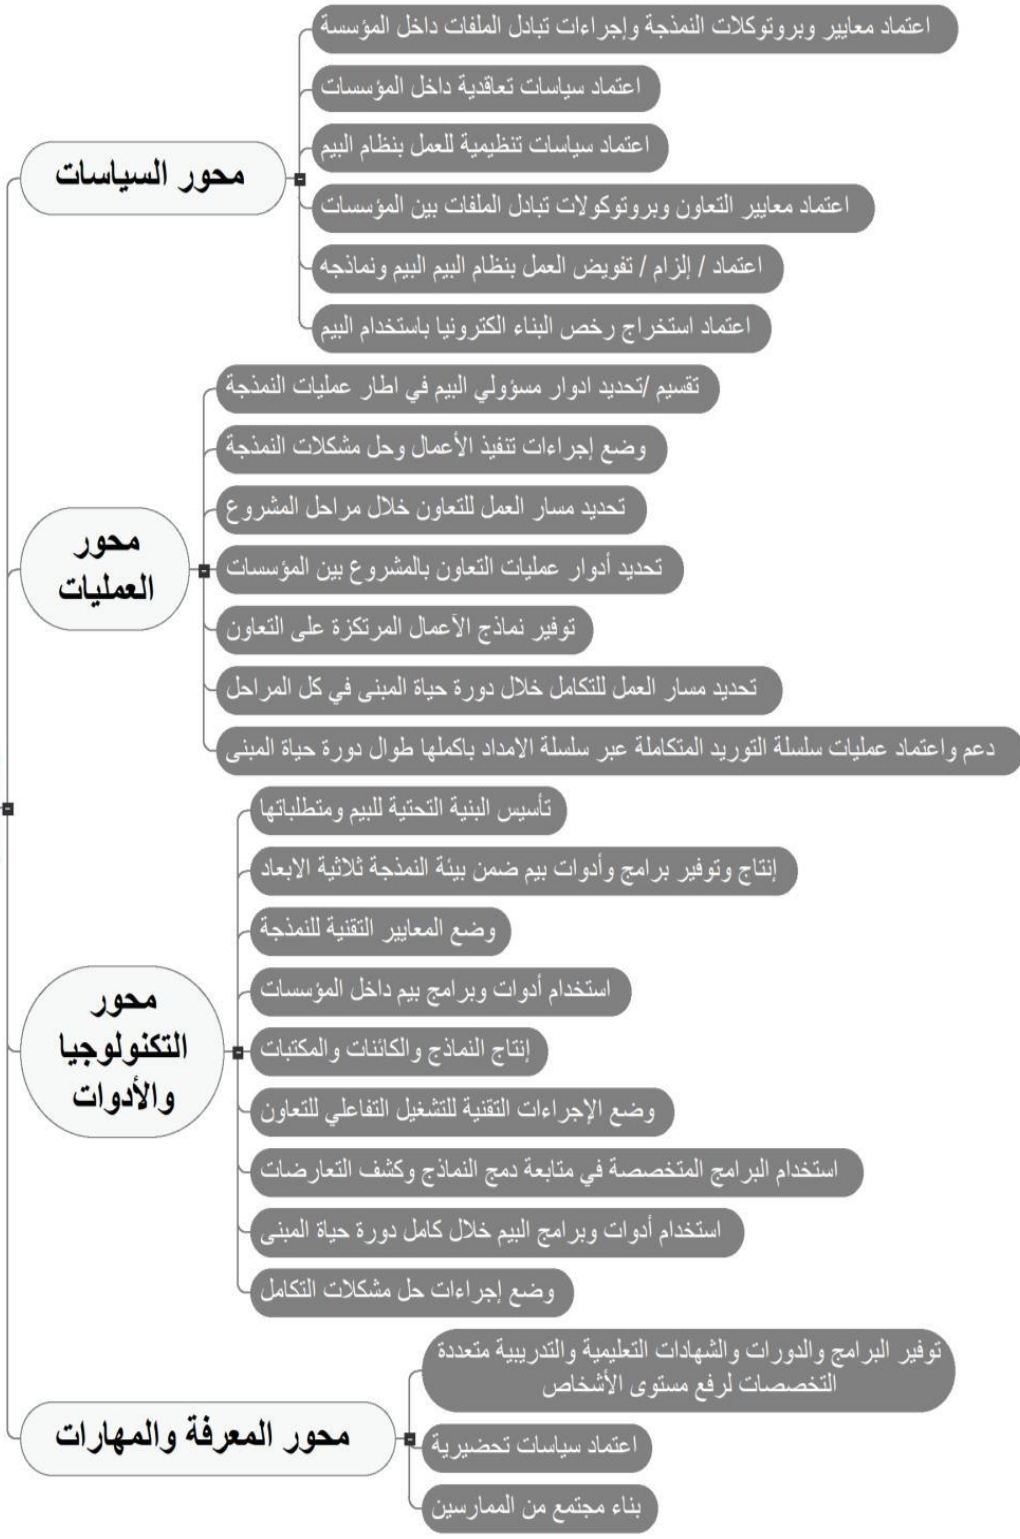 محور السياسات
اعتماد معايير وبروتوكلات النمذجة وإجراءات تبادل الملفات داخل المؤسسة
اعتماد سياسات تعاقدية داخل المؤسسات
اعتماد سياسات تنظيمية للعمل بنظام البيم
اعتماد معايير التعاون وبروتوكولات تبادل الملفات بين المؤسسات
اعتماد / إلزام / تفويض العمل بنظام البيم البيم ونماذجه
اعتماد استخراج رخص البناء الكترونيا باستخدام البيم
محور
العمليات
تقسيم /تحديد ادوار مسؤولي البيم في اطار عمليات النمذجة
وضع إجراءات تنفيذ الأعمال وحل مشكلات النمذجة
تحديد مسار العمل للتعاون خلال مراحل المشروع
تحديد أدوار عمليات التعاون بالمشروع بين المؤسسات
توفير نماذج الأعمال المرتكزة على التعاون
تحديد مسار العمل للتكامل خلال دورة حياة المبنى في كل المراحل
دعم واعتماد عمليات سلسلة التوريد المتكاملة عبر سلسلة الامداد باكملها طوال دورة حياة المبنى
محور
التكنولوجيا
والأدوات
تأسيس البنية التحتية للبيم ومتطلباتها
إنتاج وتوفير برامج وأدوات بيم ضمن بيئة النمذجة ثلاثية الابعاد
وضع المعايير التقنية للنمذجة
استخدام أدوات وبرامج بيم داخل المؤسسات
إنتاج النماذج والكائنات والمكتبات
وضع الإجراءات التقنية للتشغيل التفاعلي للتعاون
استخدام البرامج المتخصصة في متابعة دمج النماذج وكشف التعارضات
استخدام أدوات وبرامج البيم خلال كامل دورة حياة المبنى
وضع إجراءات حل مشكلات التكامل
محور المعرفة والمهارات
توفير البرامج والدورات والشهادات التعليمية والتدريبية متعددة
التخصصات لرفع مستوى الأشخاص
اعتماد سياسات تحضيرية
بناء مجتمع من الممارسين